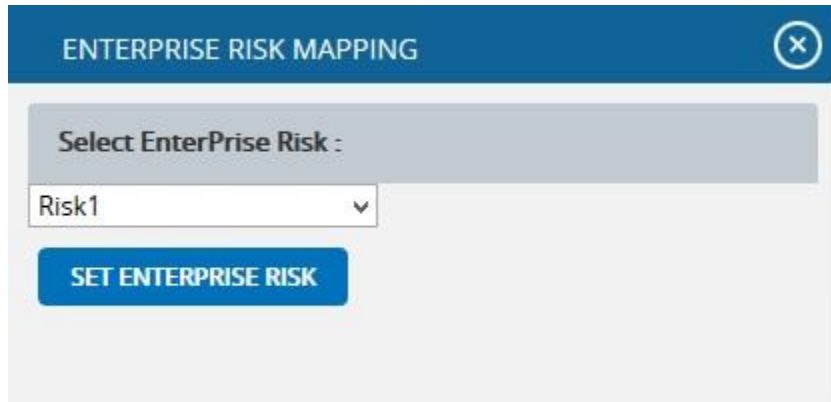 ENTERPRISE RISK MAPPING
Select EnterPrise Risk :
Risk1
SET ENTERPRISE RISK